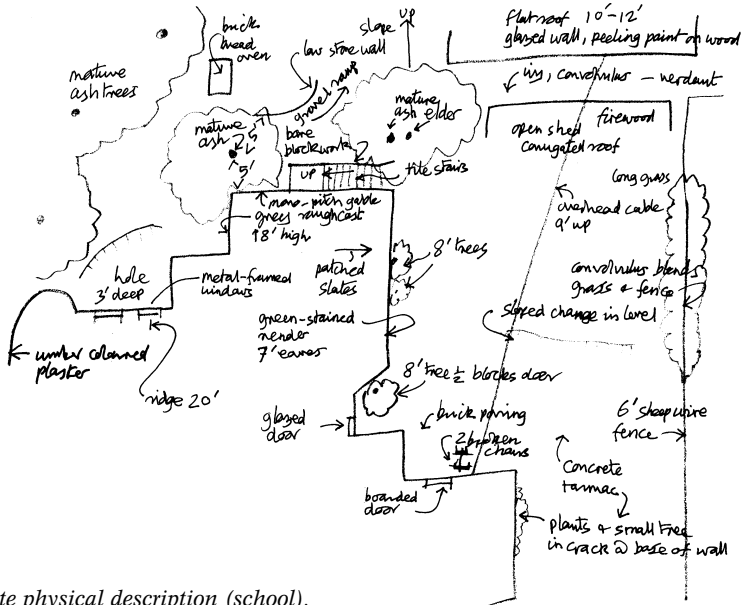 UP
slope
flat roof 10'-12'
glazed wall, peeling paint on wood
brick
bread
oven
low stone wall
mature
ash trees
gravel ramp
ivy, convolvulus – verdant
mature
ash
5'
5'
bare
blockwork
mature
ash elder
firewood
open shed
corrugated roof
UP
tile stairs
long grass
mono-pitch gable
grey roughcast
18' high
overhead cable
9' up
patched
slates
8' trees
hole
3' deep
metal-framed
windows
convolvulus blends
grass & fence
sloped change in level
green-stained
render
7' eaves
umber coloured
plaster
ridge 20'
8' tree ½ blocks door
glazed
door
brick paving
2 broken
chairs
6' sheep wire
fence
concrete
tarmac
boarded
door
plants & small tree
in crack @ base of wall
te physical description (school).